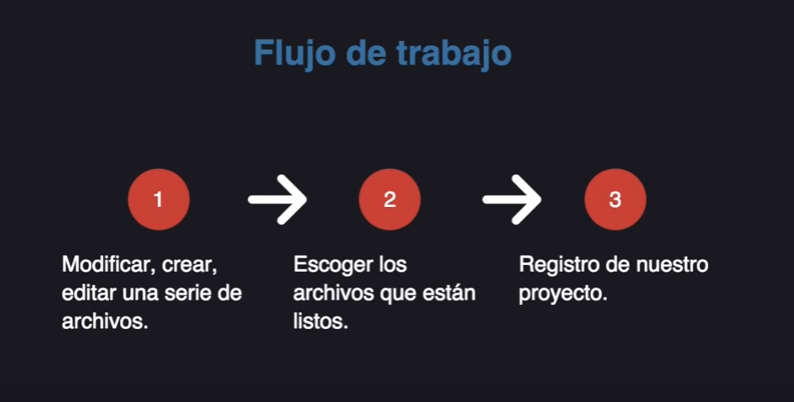 Flujo de trabajo
1
2
3
Modificar, crear,
editar una serie de
archivos.
Escoger los
archivos que están
listos.
Registro de nuestro
proyecto.